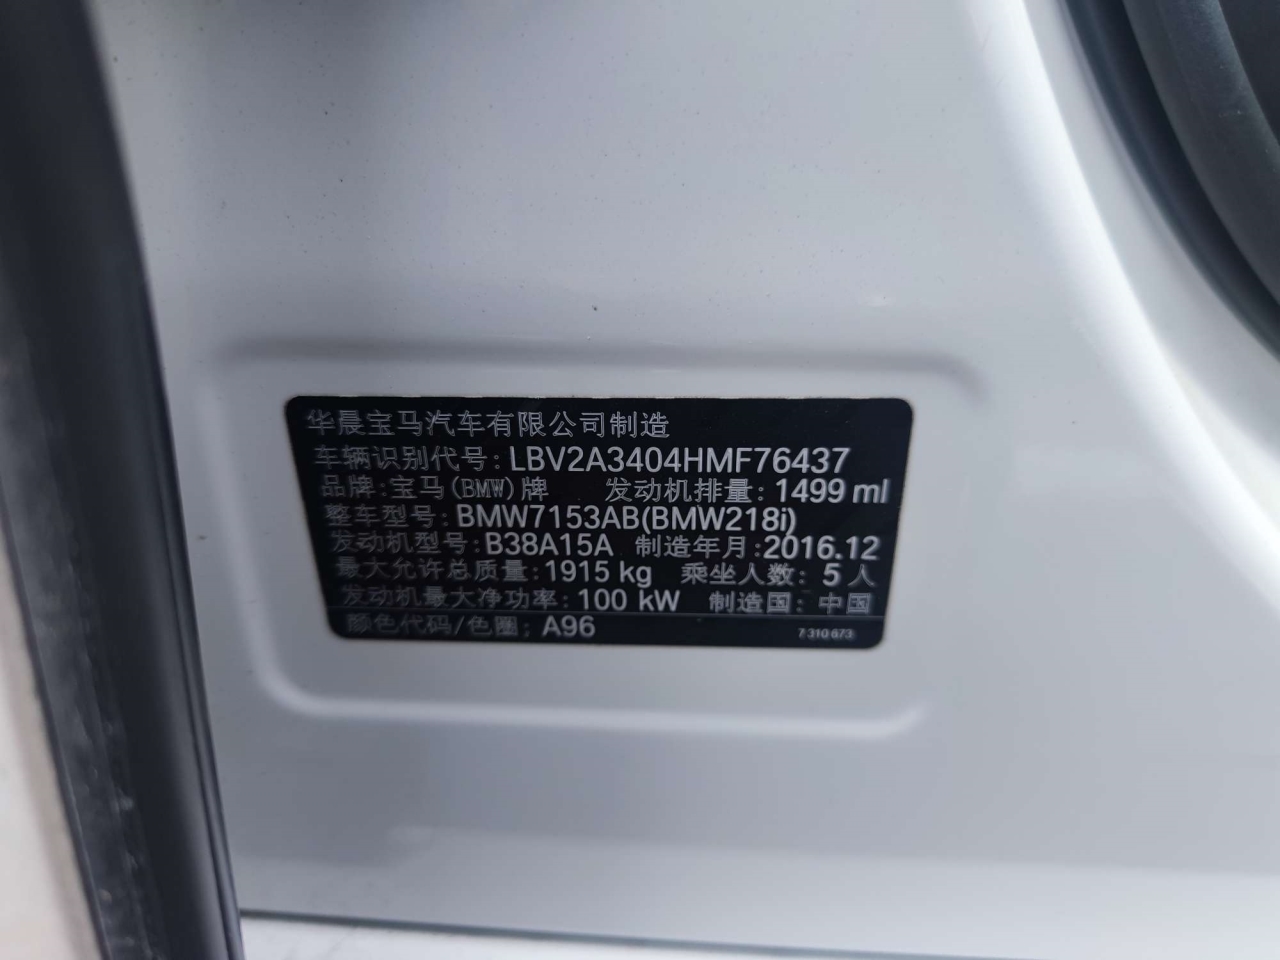 华晨宝马汽车有限公司制造
车辆识别代号: LBV2A3404HMF76437
品牌: 宝马(BMW)牌 发动机排量: 1499 ml
整车型号: BMW7153AB(BMW218i)
发动机型号: B38A15A 制造年月: 2016.12
最大允许总质量: 1915 kg 乘坐人数: 5 人
发动机最大净功率: 100 kW 制造国: 中国
颜色代码/色圈: A96 7 310 673